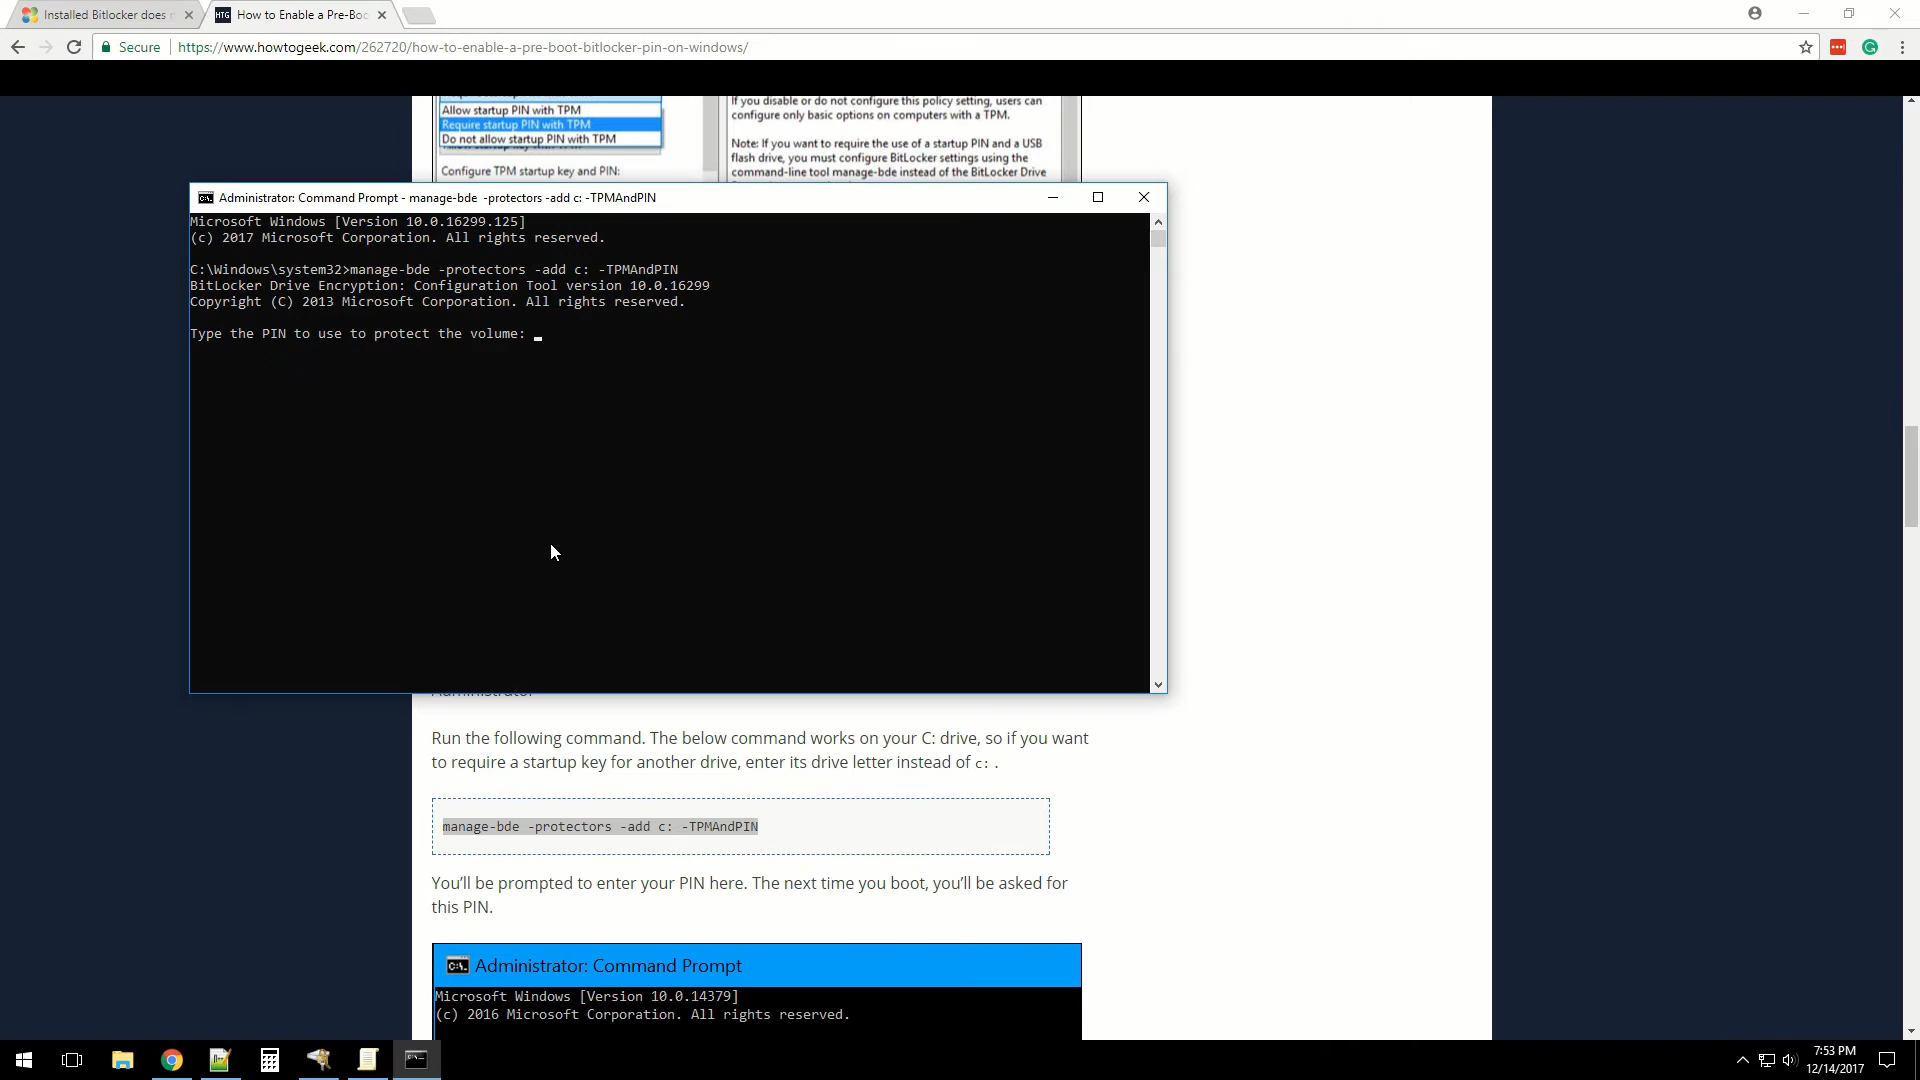 Installed Bitlocker does
How to Enable a Pre-Boo
Secure
https://www.howtogeek.com/262720/how-to-enable-a-pre-boot-bitlocker-pin-on-windows/
Allow startup PIN with TPM
Require startup PIN with TPM
Do not allow startup PIN with TPM
Configure TPM startup key and PIN:
If you disable or do not configure this policy setting, users can
configure only basic options on computers with a TPM.
Note: If you want to require the use of a startup PIN and a USB
flash drive, you must configure BitLocker settings using the
command-line tool manage-bde instead of the BitLocker Drive
Administrator: Command Prompt - manage-bde -protectors -add c: -TPMAndPIN
Microsoft Windows [Version 10.0.16299.125]
(c) 2017 Microsoft Corporation. All rights reserved.
C:\Windows\system32>manage-bde -protectors -add c: -TPMAndPIN
BitLocker Drive Encryption: Configuration Tool version 10.0.16299
Copyright (C) 2013 Microsoft Corporation. All rights reserved.
Type the PIN to use to protect the volume:
Administrator
Run the following command. The below command works on your C: drive, so if you want
to require a startup key for another drive, enter its drive letter instead of c: .
manage-bde -protectors -add c: -TPMAndPIN
You’ll be prompted to enter your PIN here. The next time you boot, you’ll be asked for
this PIN.
Administrator: Command Prompt
Microsoft Windows [Version 10.0.14379]
(c) 2016 Microsoft Corporation. All rights reserved.
7:53 PM
12/14/2017